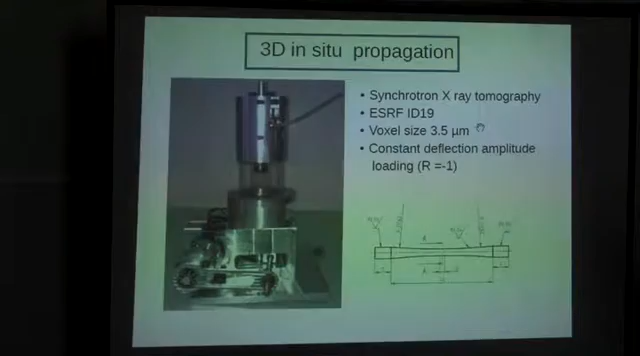 3D in situ propagation
• Synchrotron X ray tomography
• ESRF ID19
• Voxel size 3.5 µm
• Constant deflection amplitude
loading (R =-1)
A
A